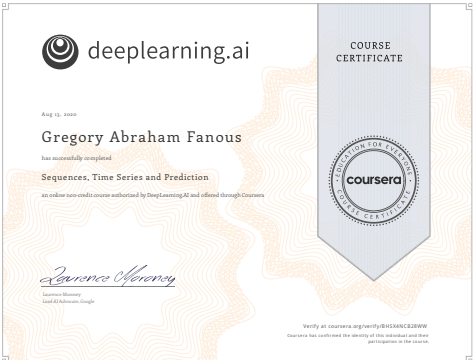 deeplearning.ai
COURSE
CERTIFICATE
Aug 13, 2020
Gregory Abraham Fanous
has successfully completed
Sequences, Time Series and Prediction
an online non-credit course authorized by DeepLearning.AI and offered through Coursera
EDUCATION FOR EVERYONE
coursera
COURSE CERTIFICATE
Laurence Moroney
Laurence Moroney
Lead AI Advocate, Google
Verify at coursera.org/verify/BHSX6NCB28WW
Coursera has confirmed the identity of this individual and their
participation in the course.